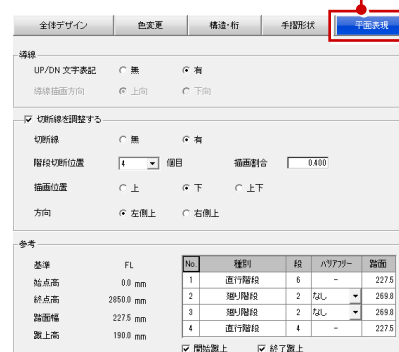 全体デザイン 色変更 構造・桁 手摺形状 平面表現
導線
UP/DN 文字表記 無 有
導線描画方向 上向 下向
切断線を調整する
切断線 無 有
階段切断位置 4 個目 描画割合 0.400
描画位置 上 下 上下
方向 左側上 右側上
参考
基準 FL
始点高 0.0 mm
終点高 2850.0 mm
踏面幅 227.5 mm
蹴上高 190.0 mm
No. 種別 段 バリアフリー 踏面
1 直行階段 6 - 227.5
2 廻り階段 2 なし 269.8
3 廻り階段 2 なし 269.8
4 直行階段 4 - 227.5
開始蹴上 終了蹴上